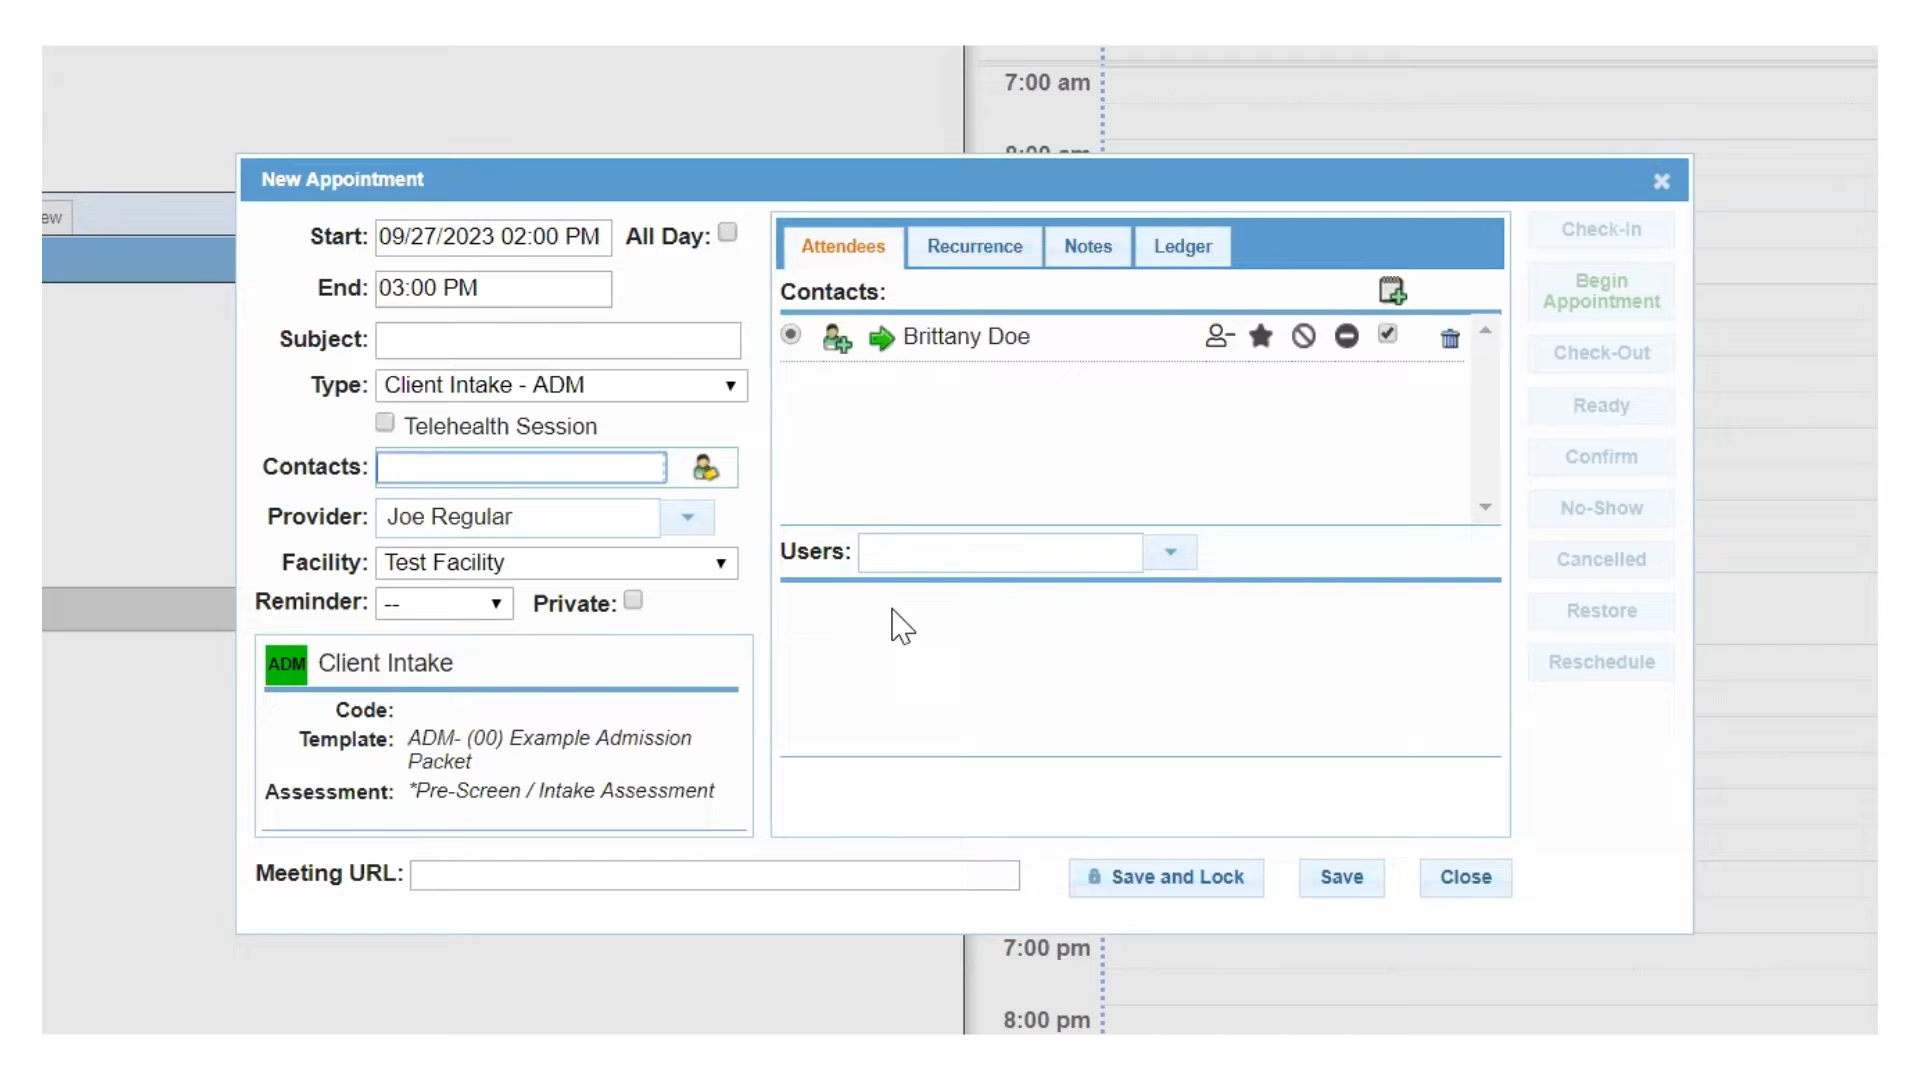 7:00 am
8:00 am
New Appointment
ew
Start: 09/27/2023 02:00 PM All Day:
End: 03:00 PM
Subject:
Type: Client Intake - ADM
Telehealth Session
Contacts:
Provider: Joe Regular
Facility: Test Facility
Reminder: -- Private:
ADM Client Intake
Code:
Template: ADM- (00) Example Admission
Packet
Assessment: *Pre-Screen / Intake Assessment
Meeting URL:
Attendees Recurrence Notes Ledger
Contacts:
Brittany Doe
Users:
Save and Lock Save Close
Check-In
Begin
Appointment
Check-Out
Ready
Confirm
No-Show
Cancelled
Restore
Reschedule
7:00 pm
8:00 pm